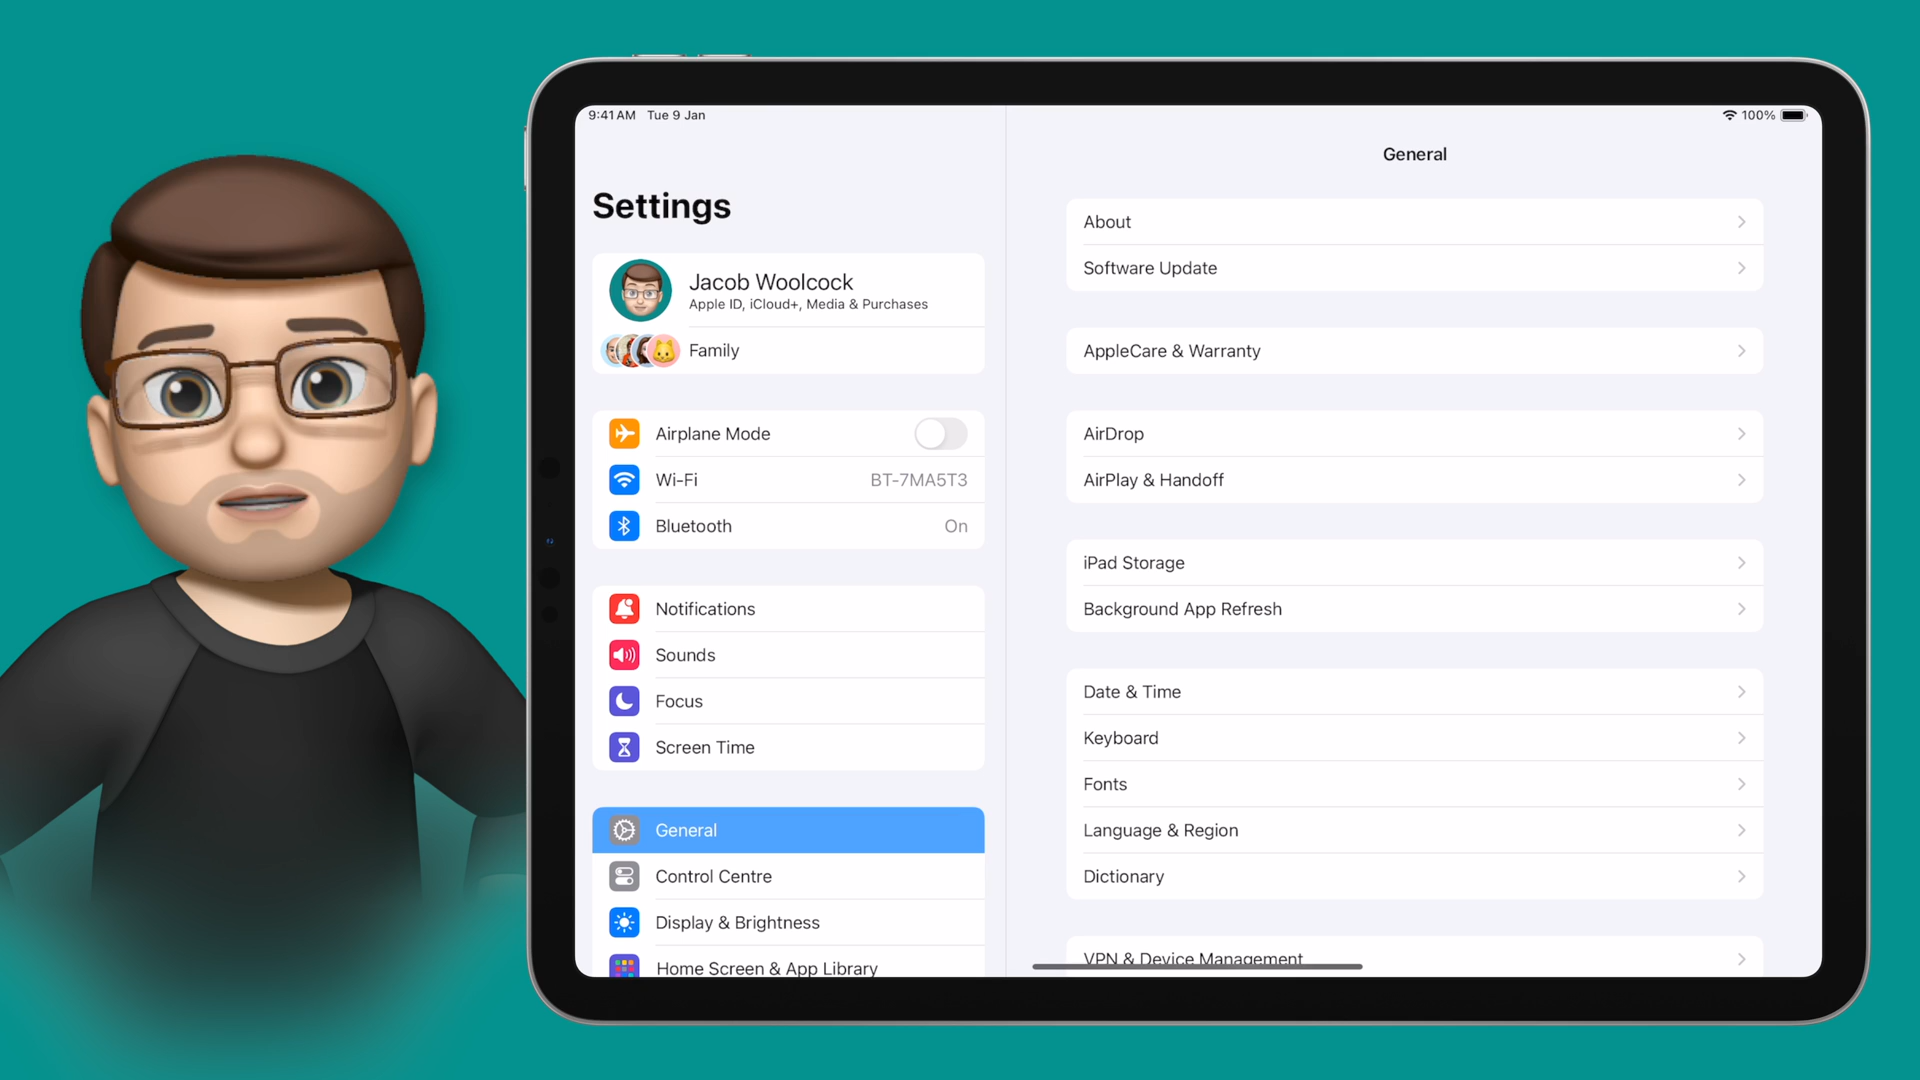 9:41 AM Tue 9 Jan
100%
Settings
Jacob Woolcock
Apple ID, iCloud+, Media & Purchases
Family
Airplane Mode
Wi-Fi BT-7MA5T3
Bluetooth On
Notifications
Sounds
Focus
Screen Time
General
Control Centre
Display & Brightness
Home Screen & App Library
General
About
Software Update
AppleCare & Warranty
AirDrop
AirPlay & Handoff
iPad Storage
Background App Refresh
Date & Time
Keyboard
Fonts
Language & Region
Dictionary
VPN & Device Management